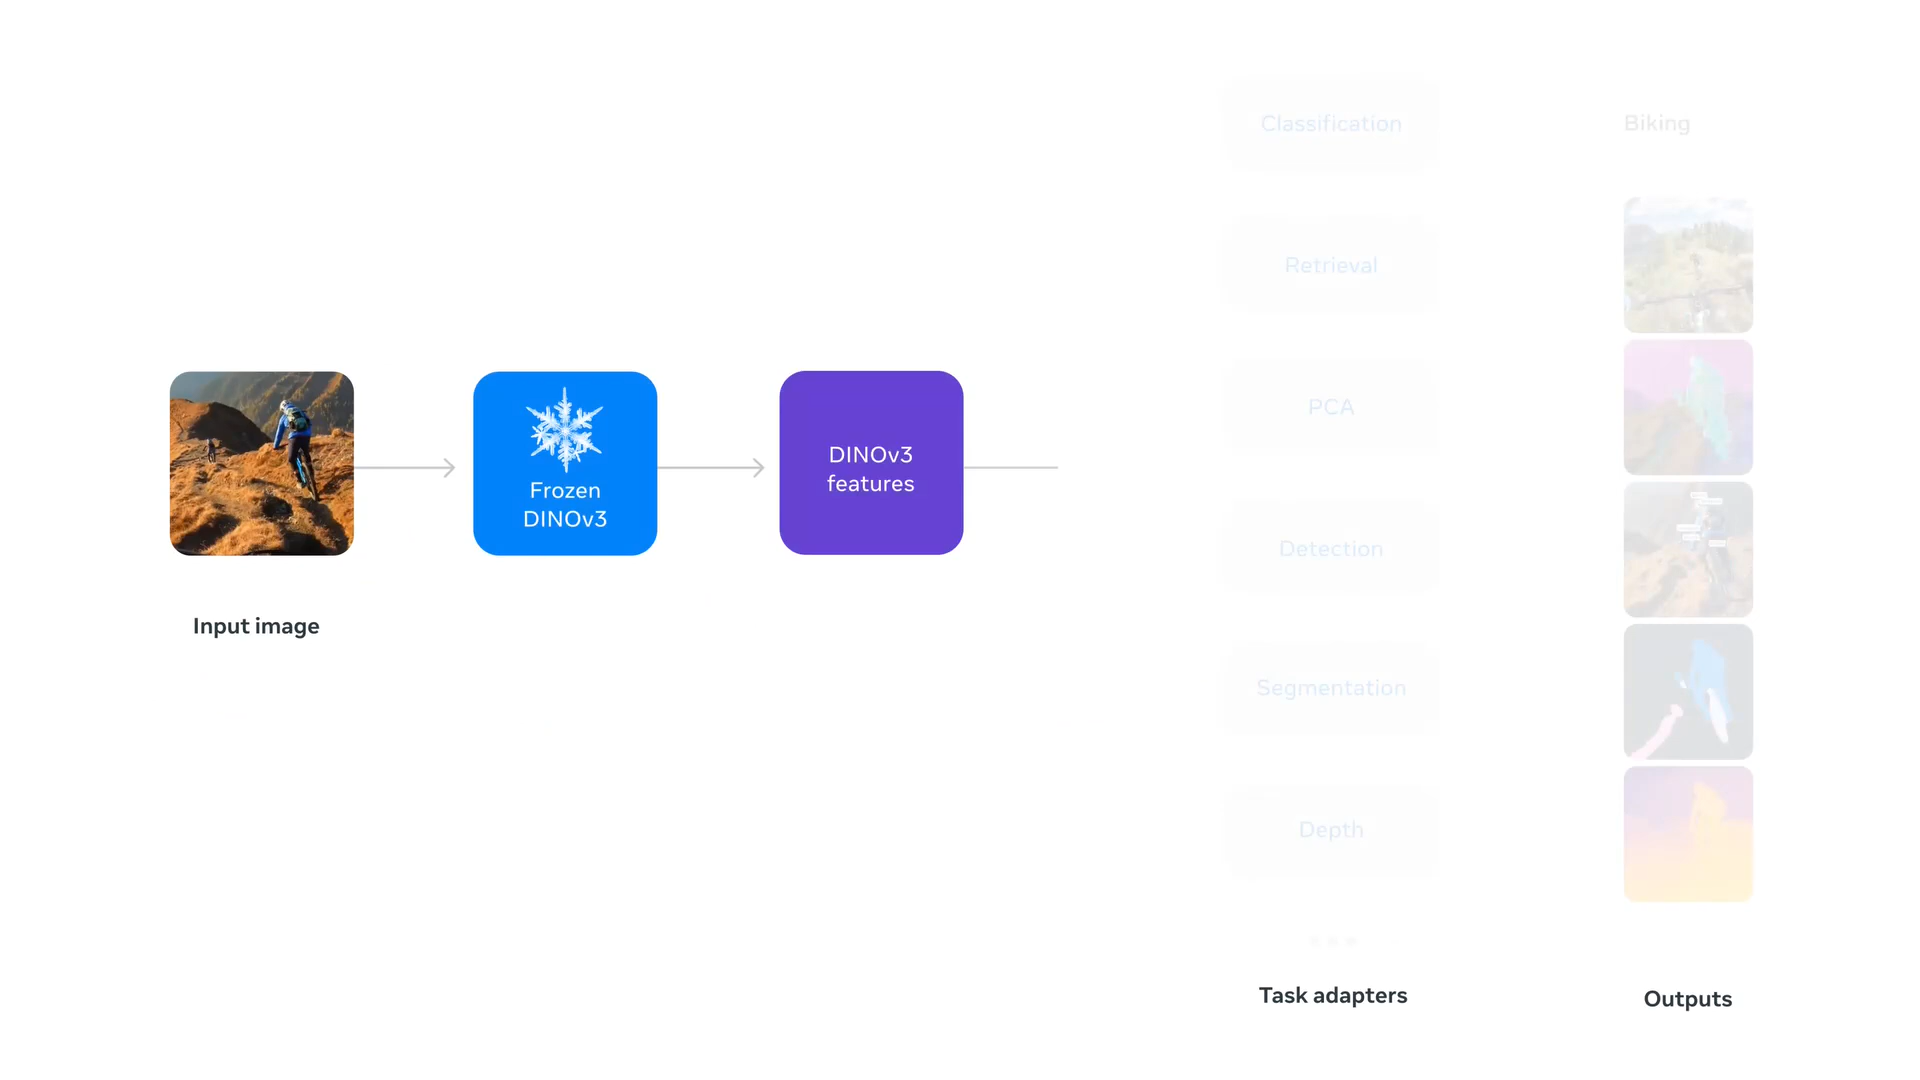 Input image
Frozen
DINOv3
DINOv3
features
Classification
Retrieval
PCA
Detection
Segmentation
Depth
Task adapters
Biking
Outputs